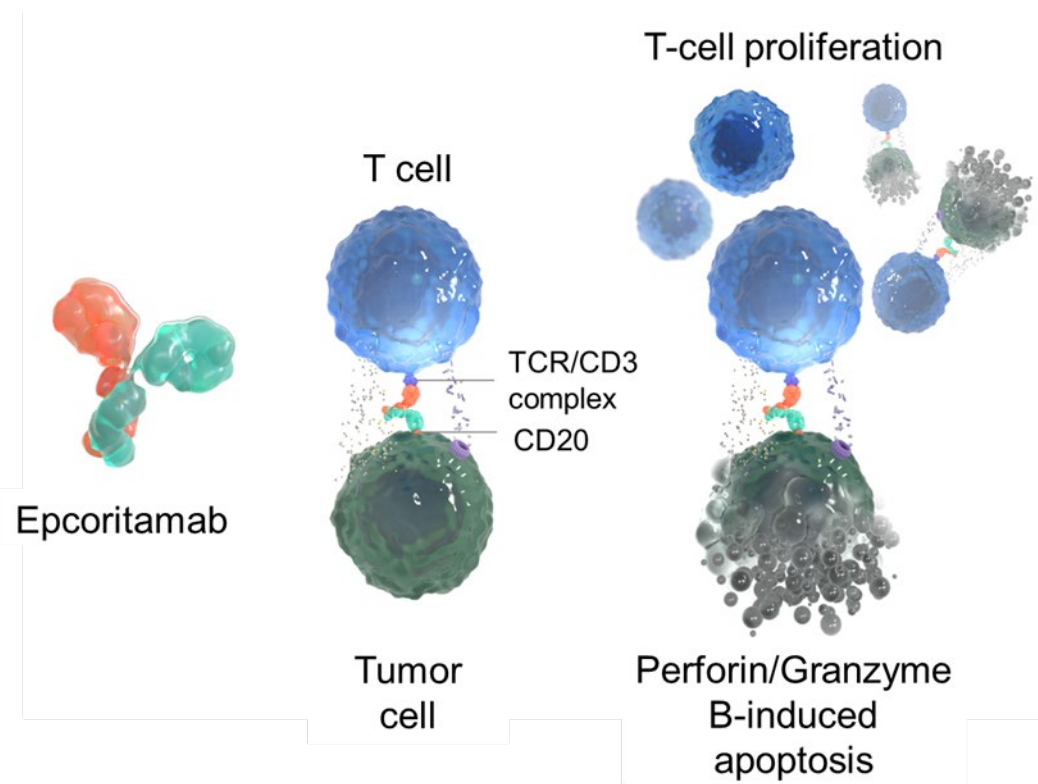 T-cell proliferation
T cell
TCR/CD3
complex
CD20
Epcoritamab
Tumor
cell
Perforin/Granzyme
B-induced
apoptosis